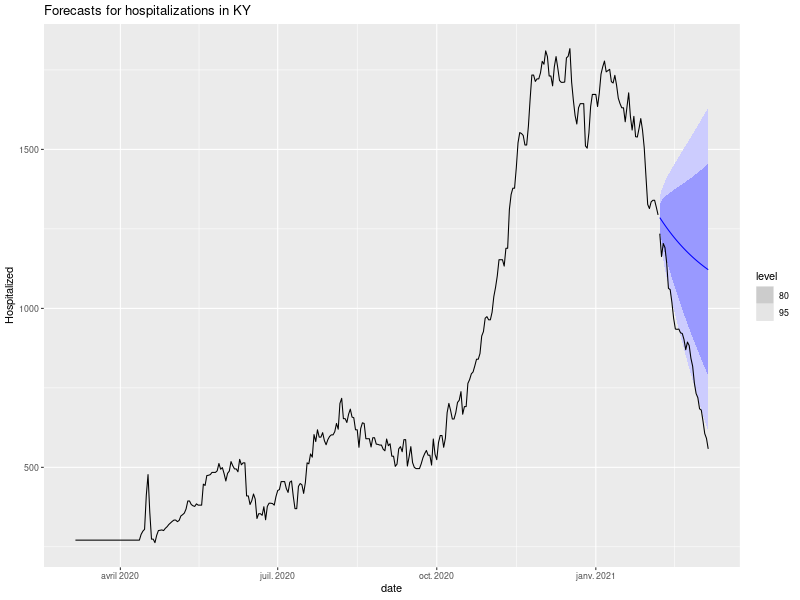 Forecasts for hospitalizations in KY
1500
1000
500
Hospitalized
avril 2020
juil. 2020
oct. 2020
janv. 2021
date
level
80
95